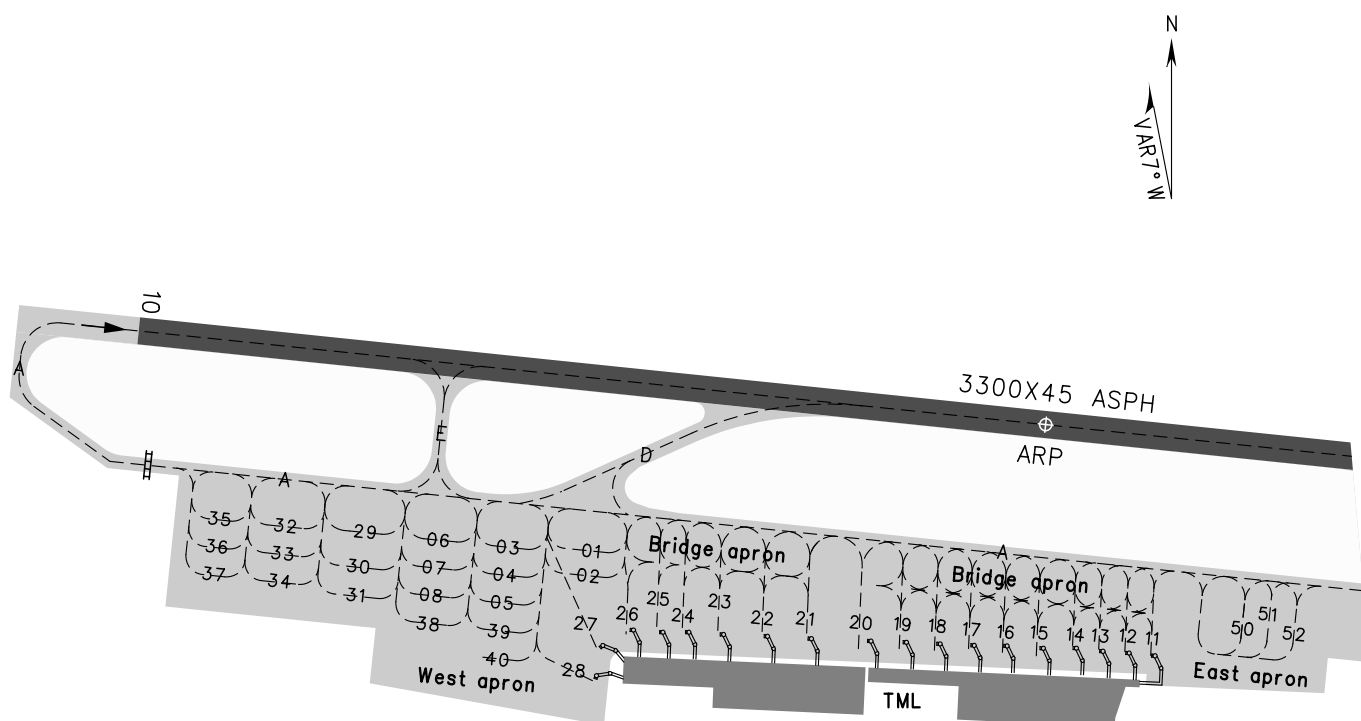 N
VAR7° W
10
3300X45 ASPH
ARP
A
E
D
A
A
35 32 29 06 03 01
36 33 30 07 04 02
37 34 31 08 05
38 39
40
Bridge apron
Bridge apron
27 26 25 24 23 22 21 20 19 18 17 16 15 14 13 12 11
28
50 51 52
West apron
East apron
TML